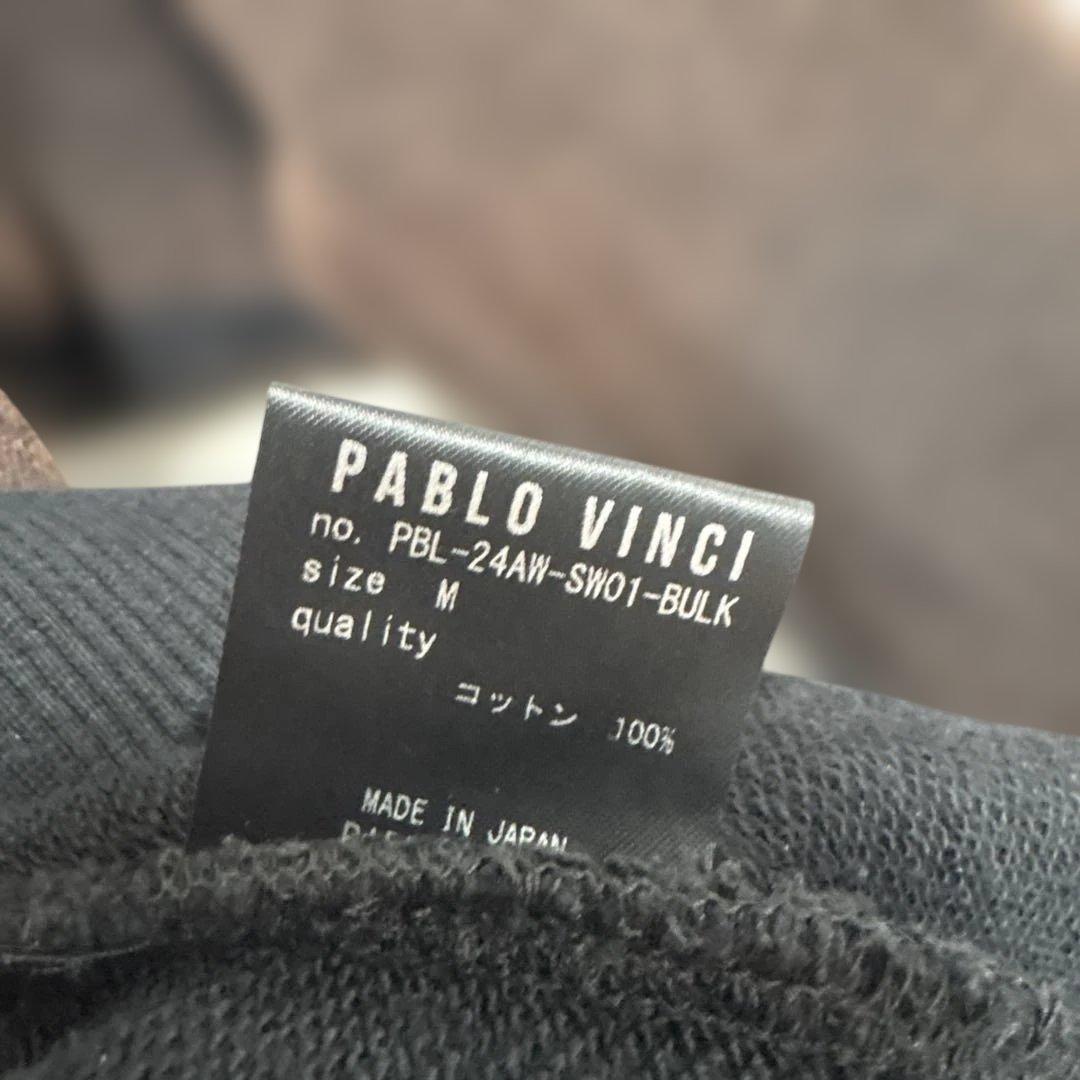 PABLO VINCI
no. PBL-24AW-SW01-BULK
size M
quality
コットン 100%
MADE IN JAPAN